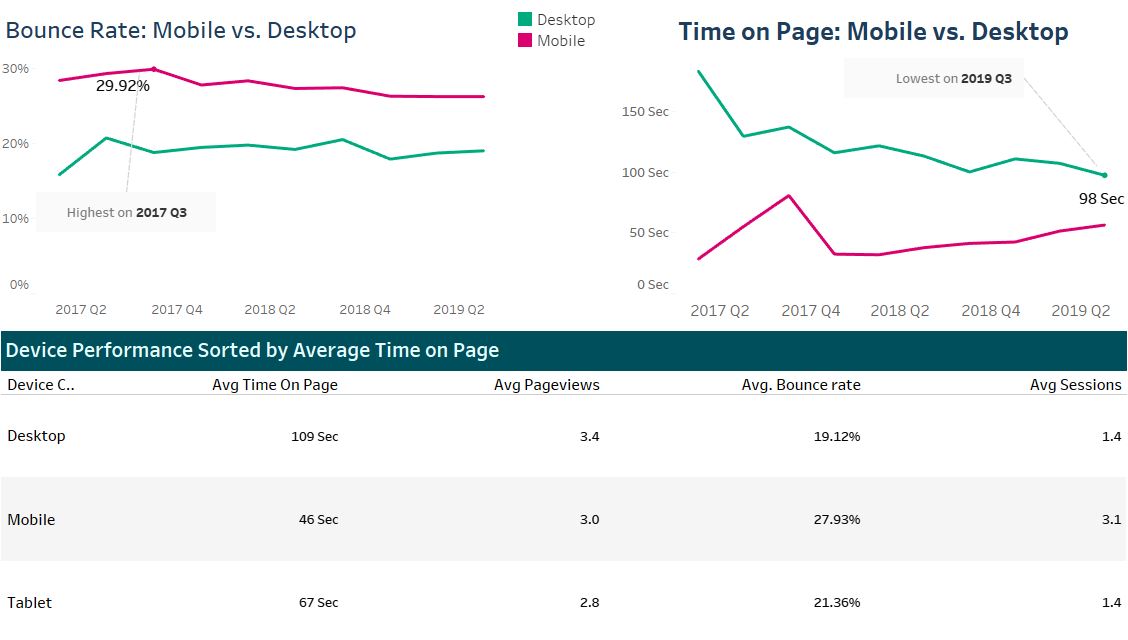 Bounce Rate: Mobile vs. Desktop
Desktop
Mobile
30%
29.92%
20%
Highest on 2017 Q3
10%
0%
2017 Q2 2017 Q4 2018 Q2 2018 Q4 2019 Q2
Time on Page: Mobile vs. Desktop
Lowest on 2019 Q3
150 Sec
100 Sec
98 Sec
50 Sec
0 Sec
2017 Q2 2017 Q4 2018 Q2 2018 Q4 2019 Q2
Device Performance Sorted by Average Time on Page
Device C.. Avg Time On Page Avg Pageviews Avg. Bounce rate Avg Sessions
Desktop 109 Sec 3.4 19.12% 1.4
Mobile 46 Sec 3.0 27.93% 3.1
Tablet 67 Sec 2.8 21.36% 1.4